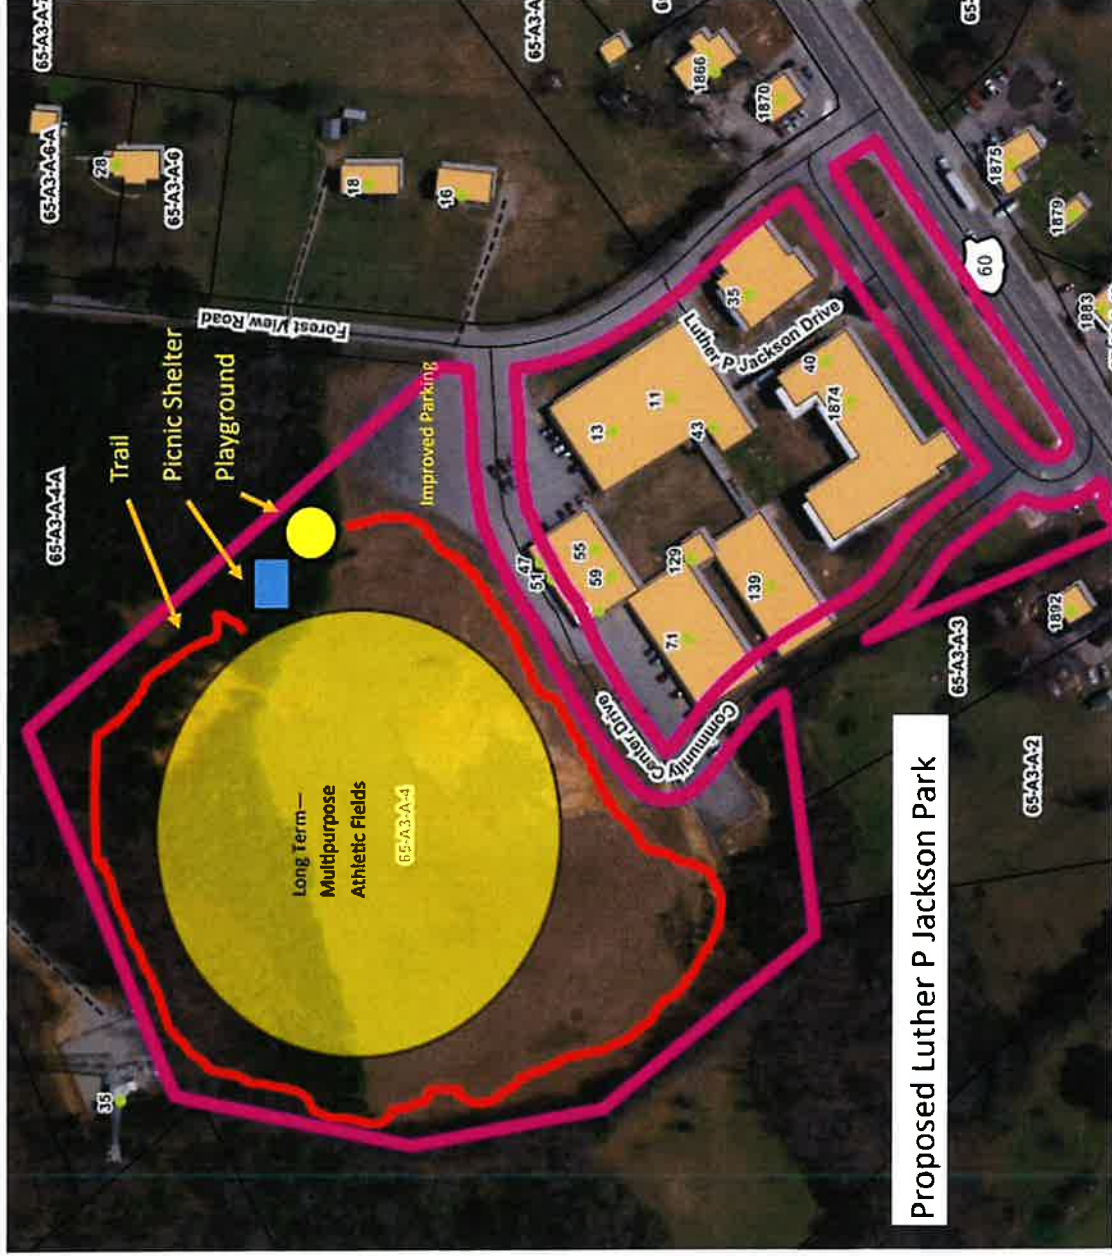 Proposed Luther P Jackson Park
Trail
Picnic Shelter
Playground
Improved Parking
Long Term—
Multipurpose
Athletic Fields
65-A3-A-4
65-A3-A-4-A
65-A3-A-6-A
65-A3-A-6
28
18
16
Forest View Road
Luther P Jackson Drive
Community Center Drive
35
13
11
43
40
1874
35
47
51
55
59
129
139
71
1866
1870
1875
1879
1883
1892
60
65-A3-A-3
65-A3-A-2